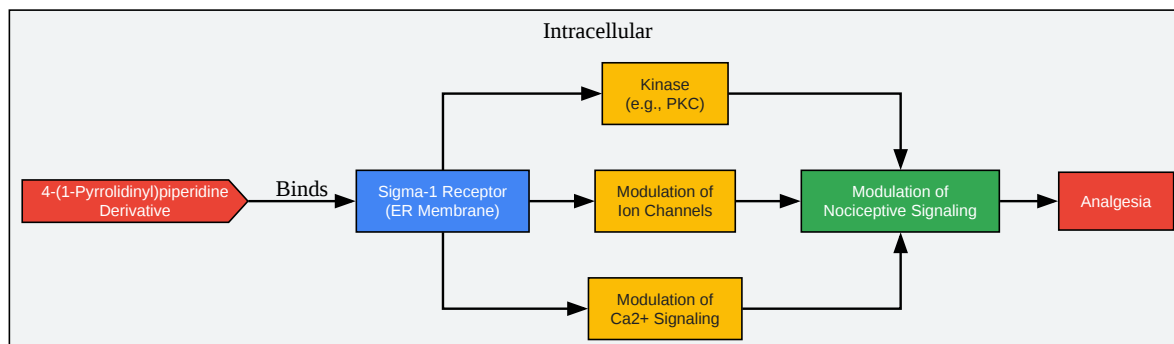 Intracellular
Kinase
(e.g., PKC)
4-(1-Pyrrolidinyl)piperidine
Derivative
Binds
Sigma-1 Receptor
(ER Membrane)
Modulation of
Ion Channels
Modulation of
Nociceptive Signaling
Analgesia
Modulation of
Ca2+ Signaling